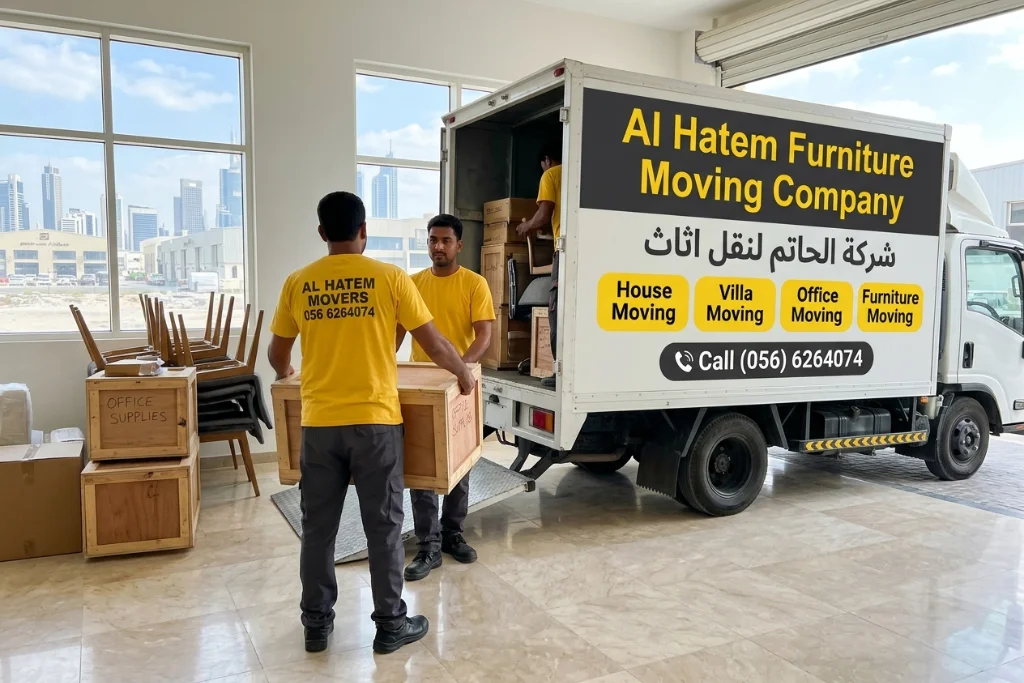 Al Hatem Furniture
Moving Company
شركة الحاتم لنقل اثاث
House
Moving
Villa
Moving
Office
Moving
Furniture
Moving
Call (056) 6264074
AL HATEM
MOVERS
056 6264074
OFFICE
SUPPLIES